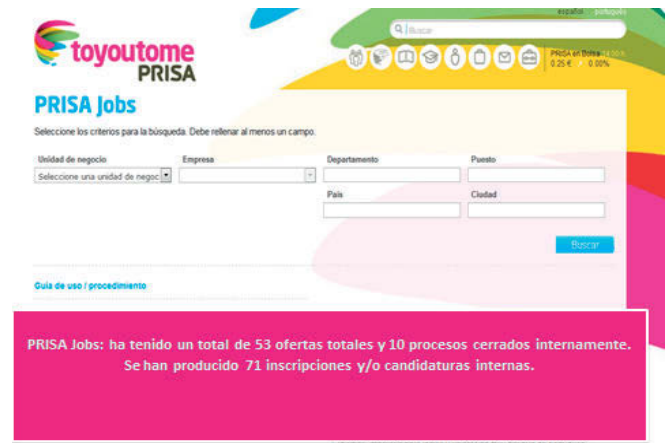 español portugués
Buscar
toyoutome
PRISA
PRISA en Bolsa
0.25 € / 0.00%
PRISA Jobs
Seleccione los criterios para la búsqueda. Debe rellenar al menos un campo.
Unidad de negocio Empresa Departamento Puesto
Seleccione una unidad de negoc
País Ciudad
Buscar
Guía de uso / procedimiento
PRISA Jobs: ha tenido un total de 53 ofertas totales y 10 procesos cerrados internamente.
Se han producido 71 inscripciones y/o candidaturas internas.